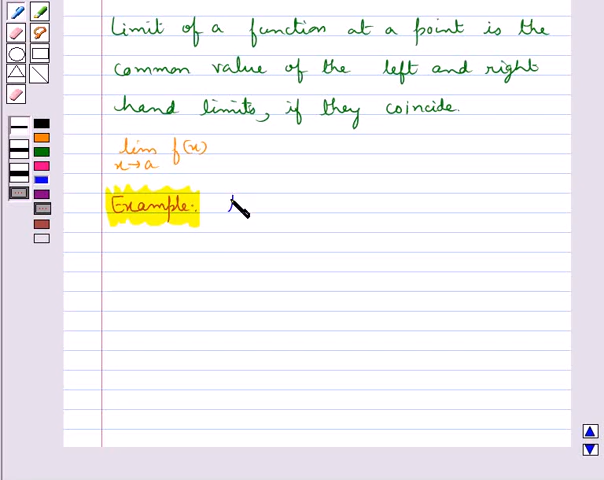 Limit of a function at a point is the
common value of the left and right
hand limits, if they coincide.
lim f(x)
x→a
Example: